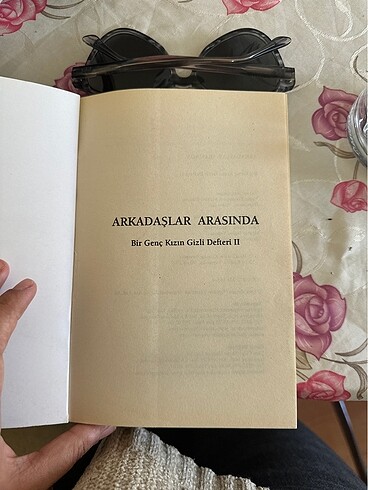 ARKADAŞLAR ARASINDA
Bir Genç Kızın Gizli Defteri II